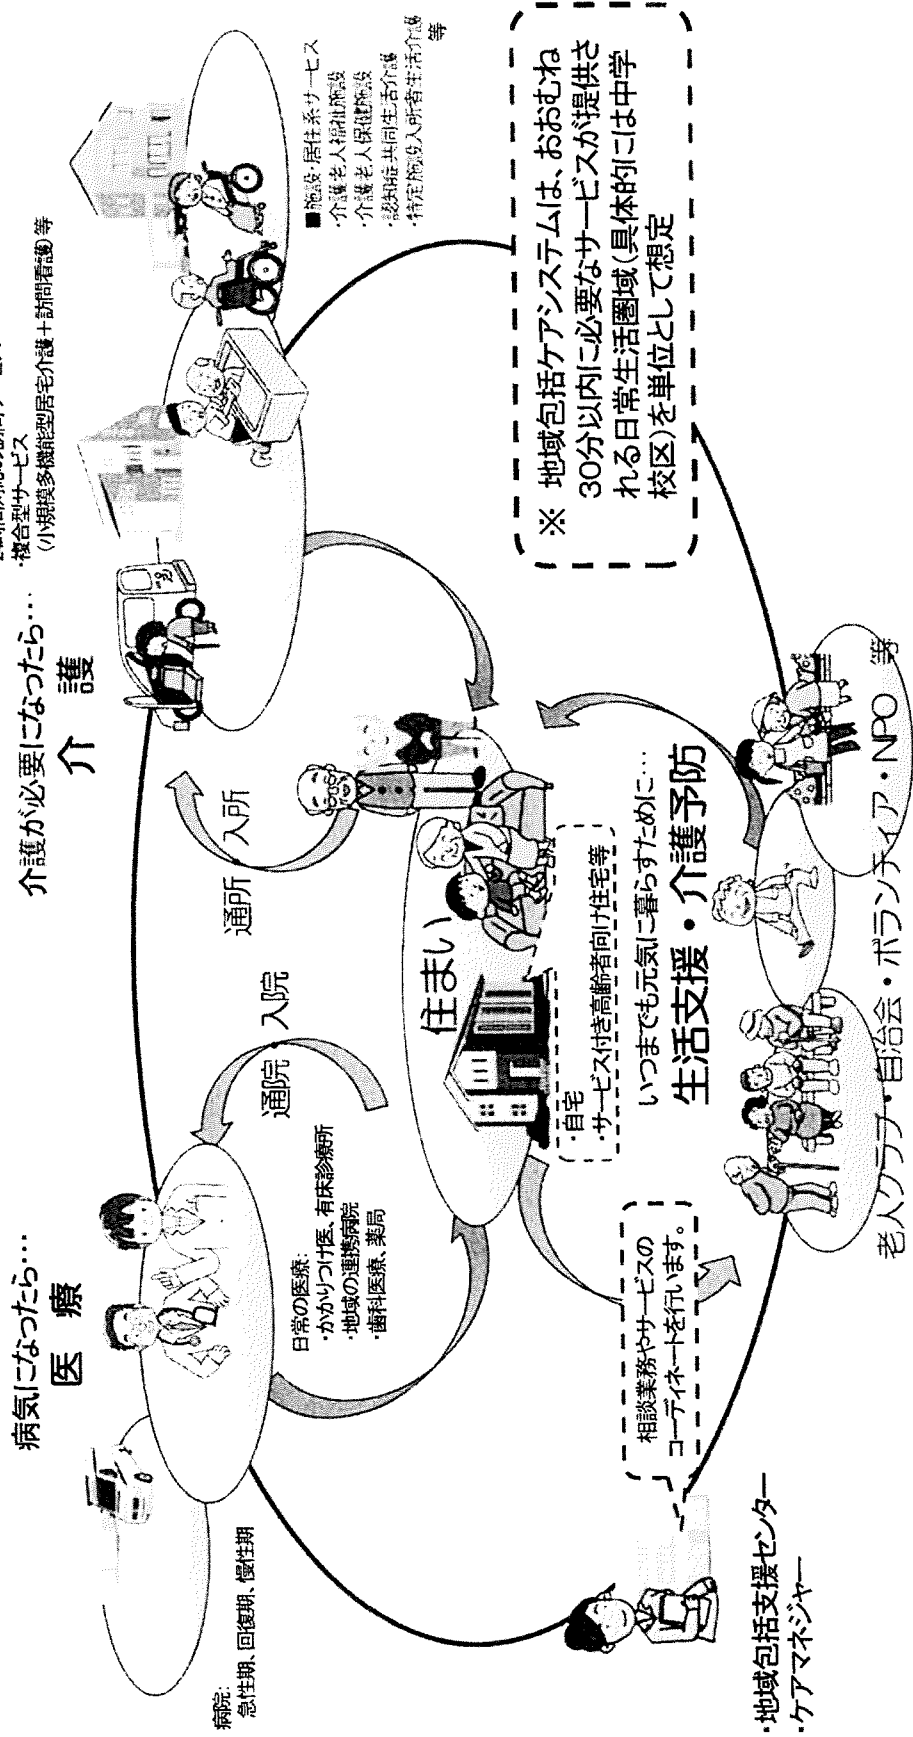 病気になったら…
医 療
病院:
急性期、回復期、慢性期
日常の医療:
・かかりつけ医、有床診療所
・地域の連携病院
・歯科医療、薬局
通院 入院
介護が必要になったら…
介 護
・複合型サービス
(小規模多機能型居宅介護+訪問看護)等
通所 入所
■施設・居住系サービス
・介護老人福祉施設
・介護老人保健施設
・認知症共同生活介護
・特定施設入所者生活介護
等
住まい
・自宅
・サービス付き高齢者向け住宅等
相談業務やサービスの
コーディネートを行います。
・地域包括支援センター
・ケアマネジャー
いつまでも元気に暮らすために…
生活支援・介護予防
老人クラブ・自治会・ボランティア・NPO 等
※ 地域包括ケアシステムは、おおむね
30分以内に必要なサービスが提供さ
れる日常生活圏域(具体的には中学
校区)を単位として想定